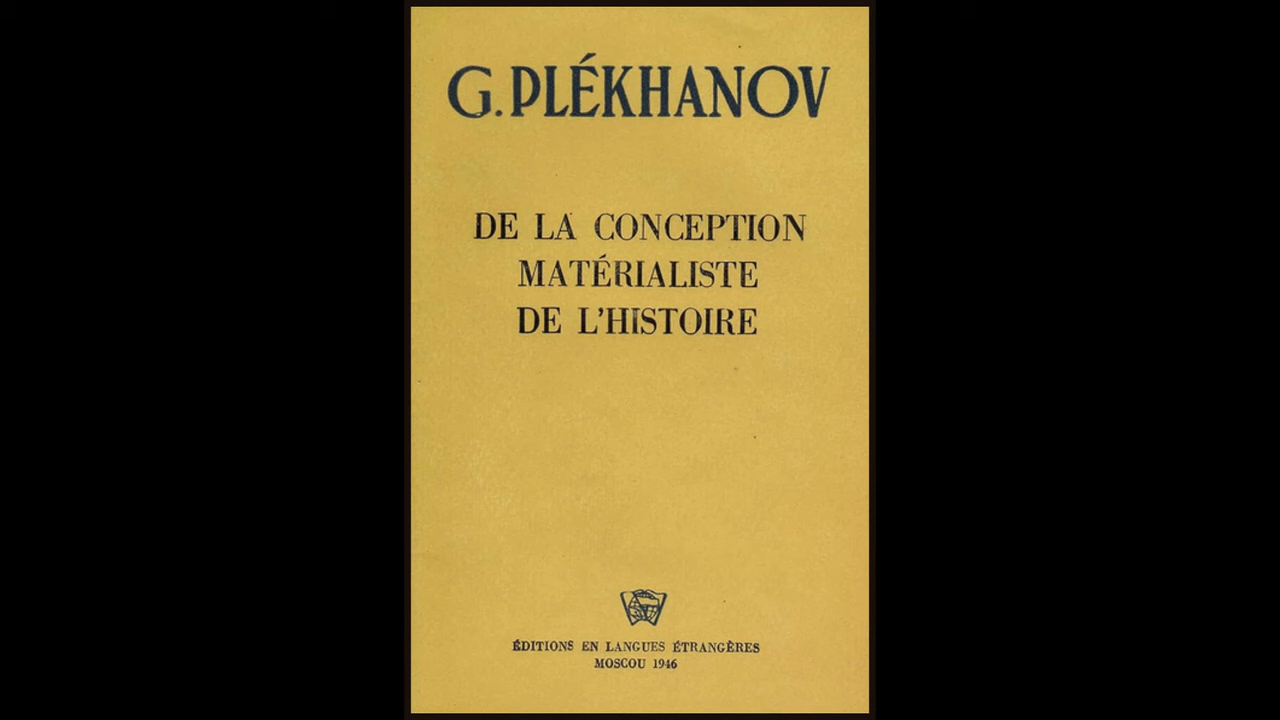 G. PLÉKHANOV
DE LA CONCEPTION
MATÉRIALISTE
DE L'HISTOIRE
ÉDITIONS EN LANGUES ÉTRANGÈRES
MOSCOU 1946